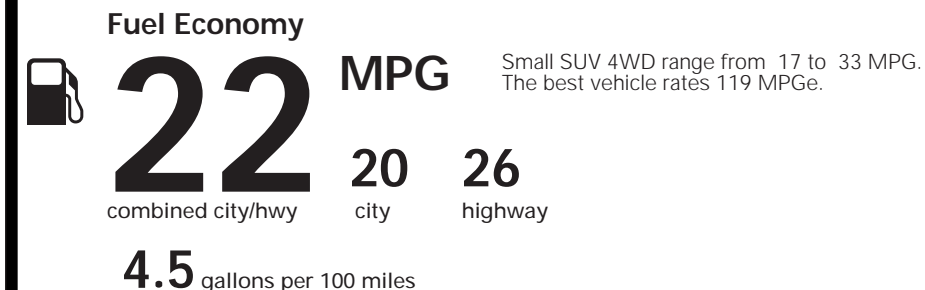 Fuel Economy
22 MPG
Small SUV 4WD range from 17 to 33 MPG.
The best vehicle rates 119 MPGe.
20 26
combined city/hwy city highway
4.5 gallons per 100 miles